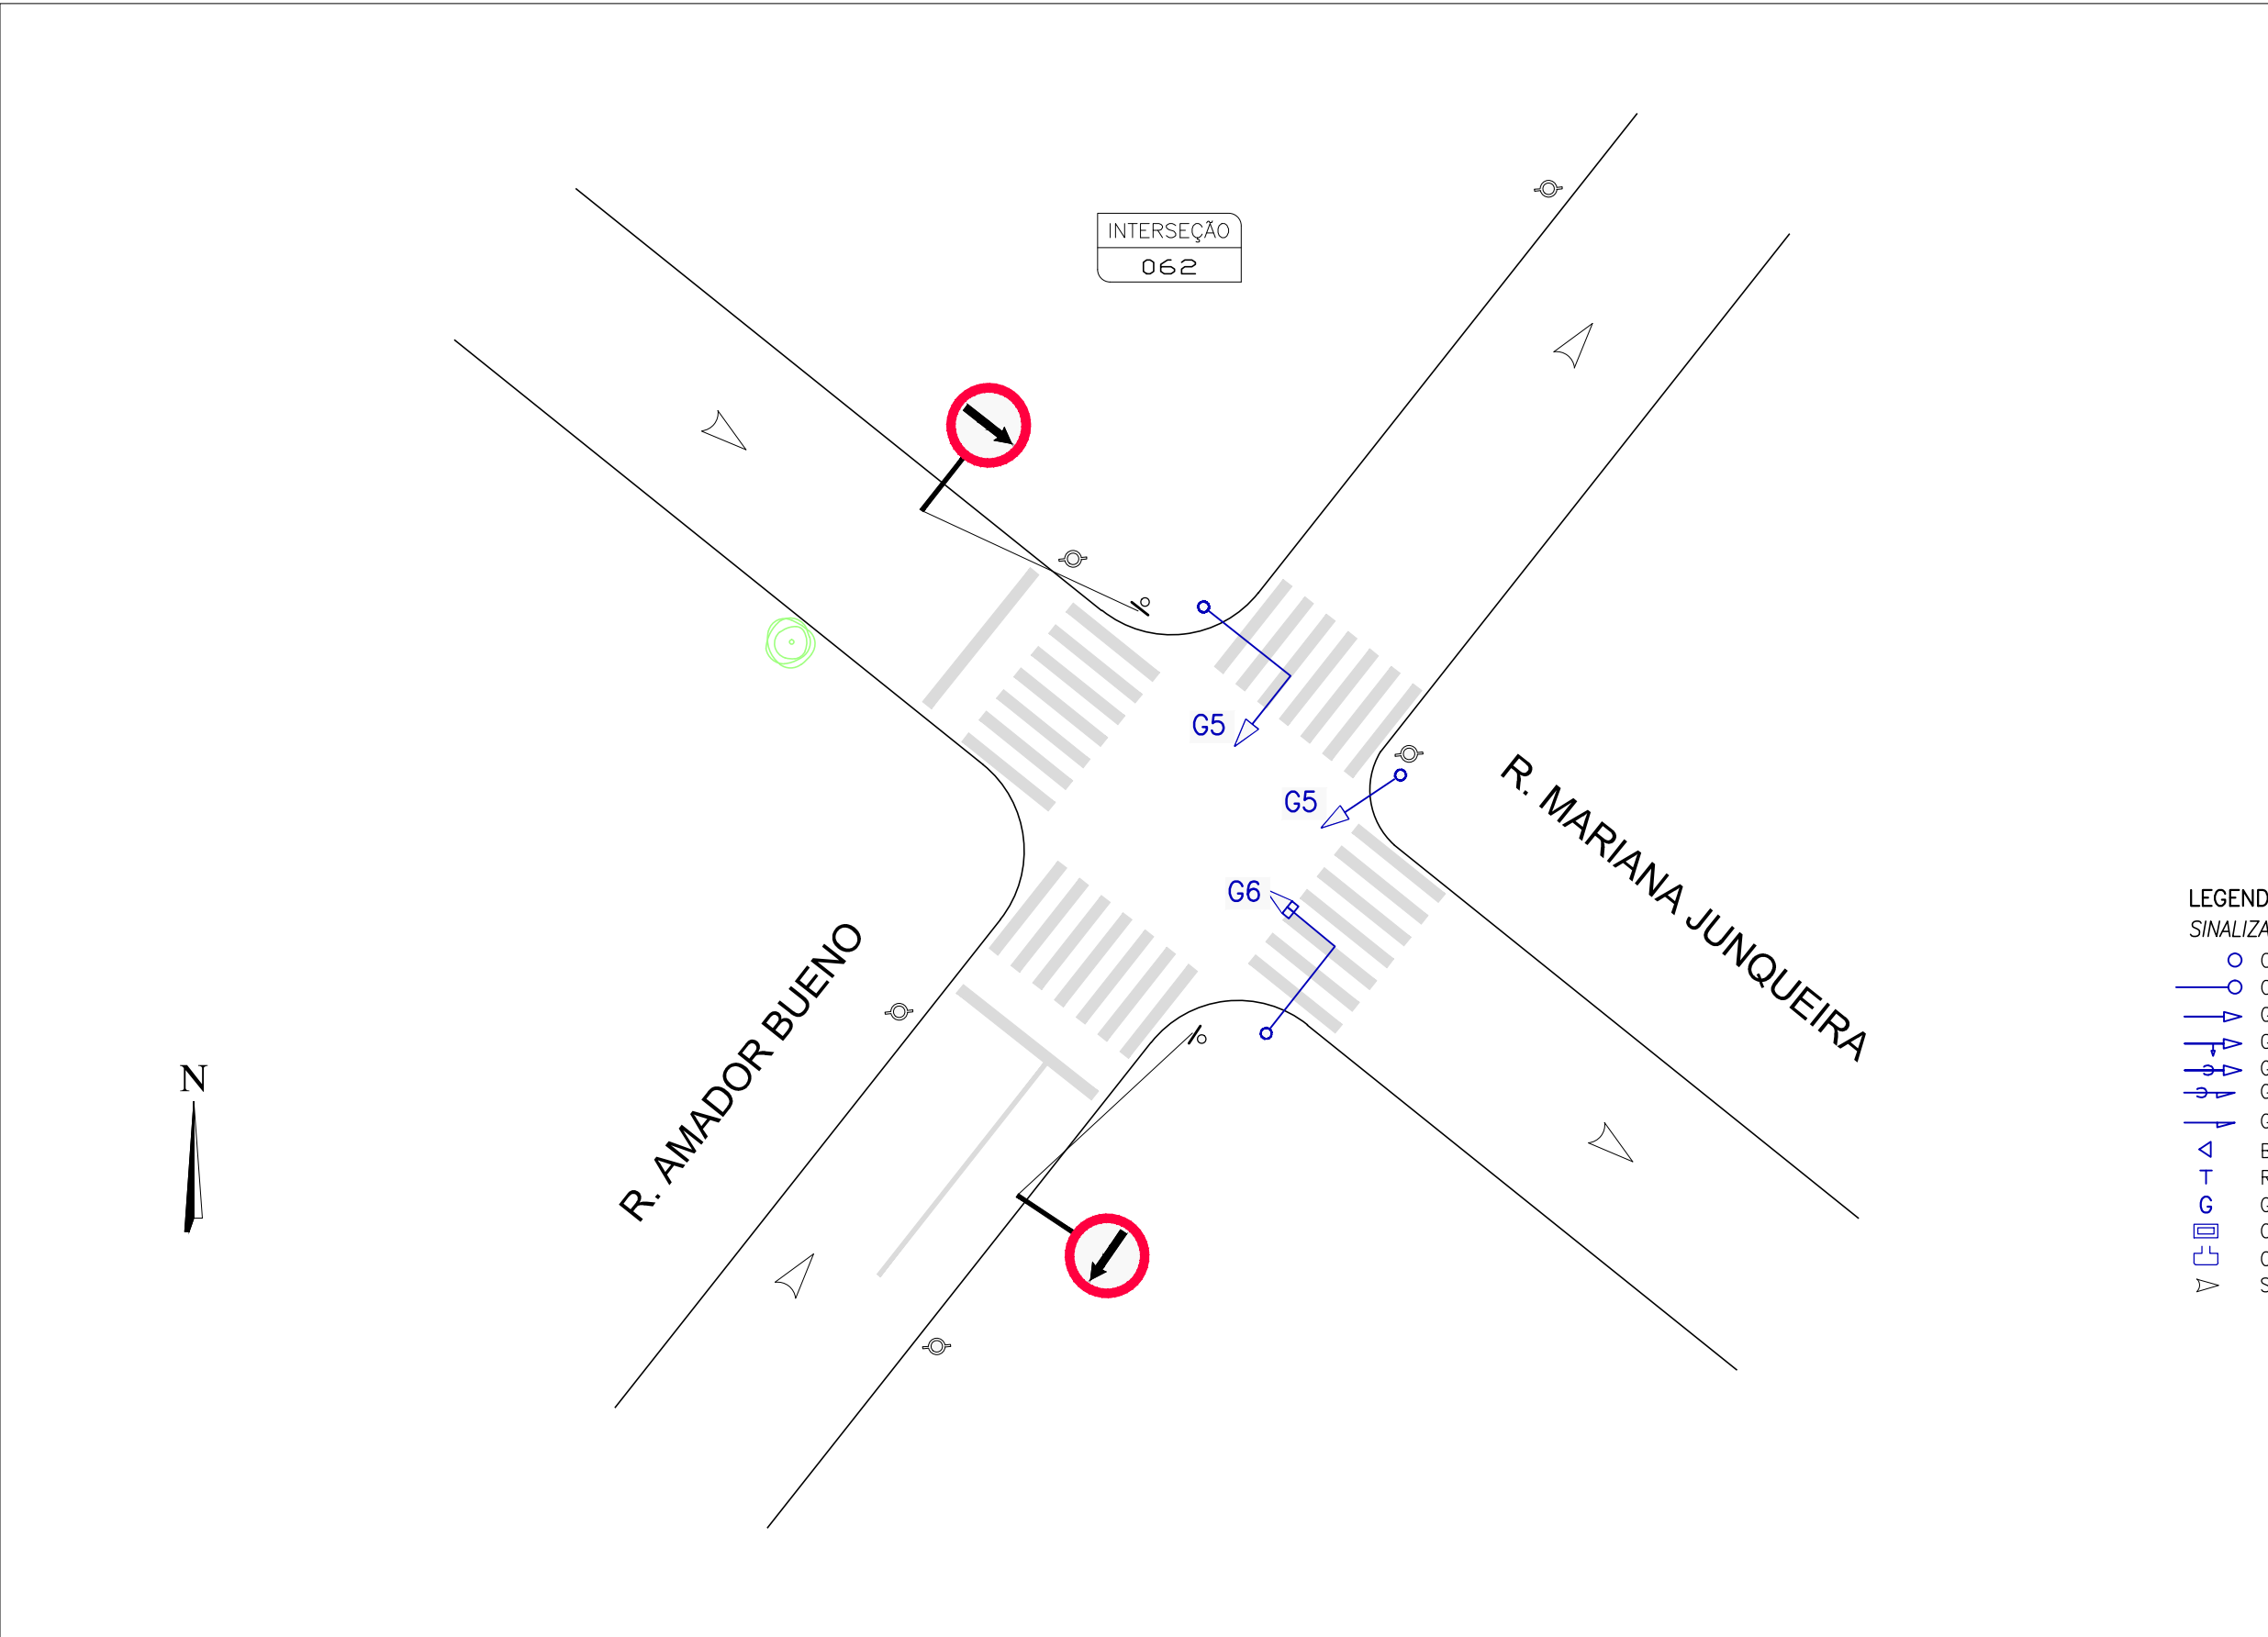 INTERSEÇÃO
062
G5
G5
G6
R. MARIANA JUNQUEIRA
R. AMADOR BUENO
N
LEGEND
SINALIZA
T
G